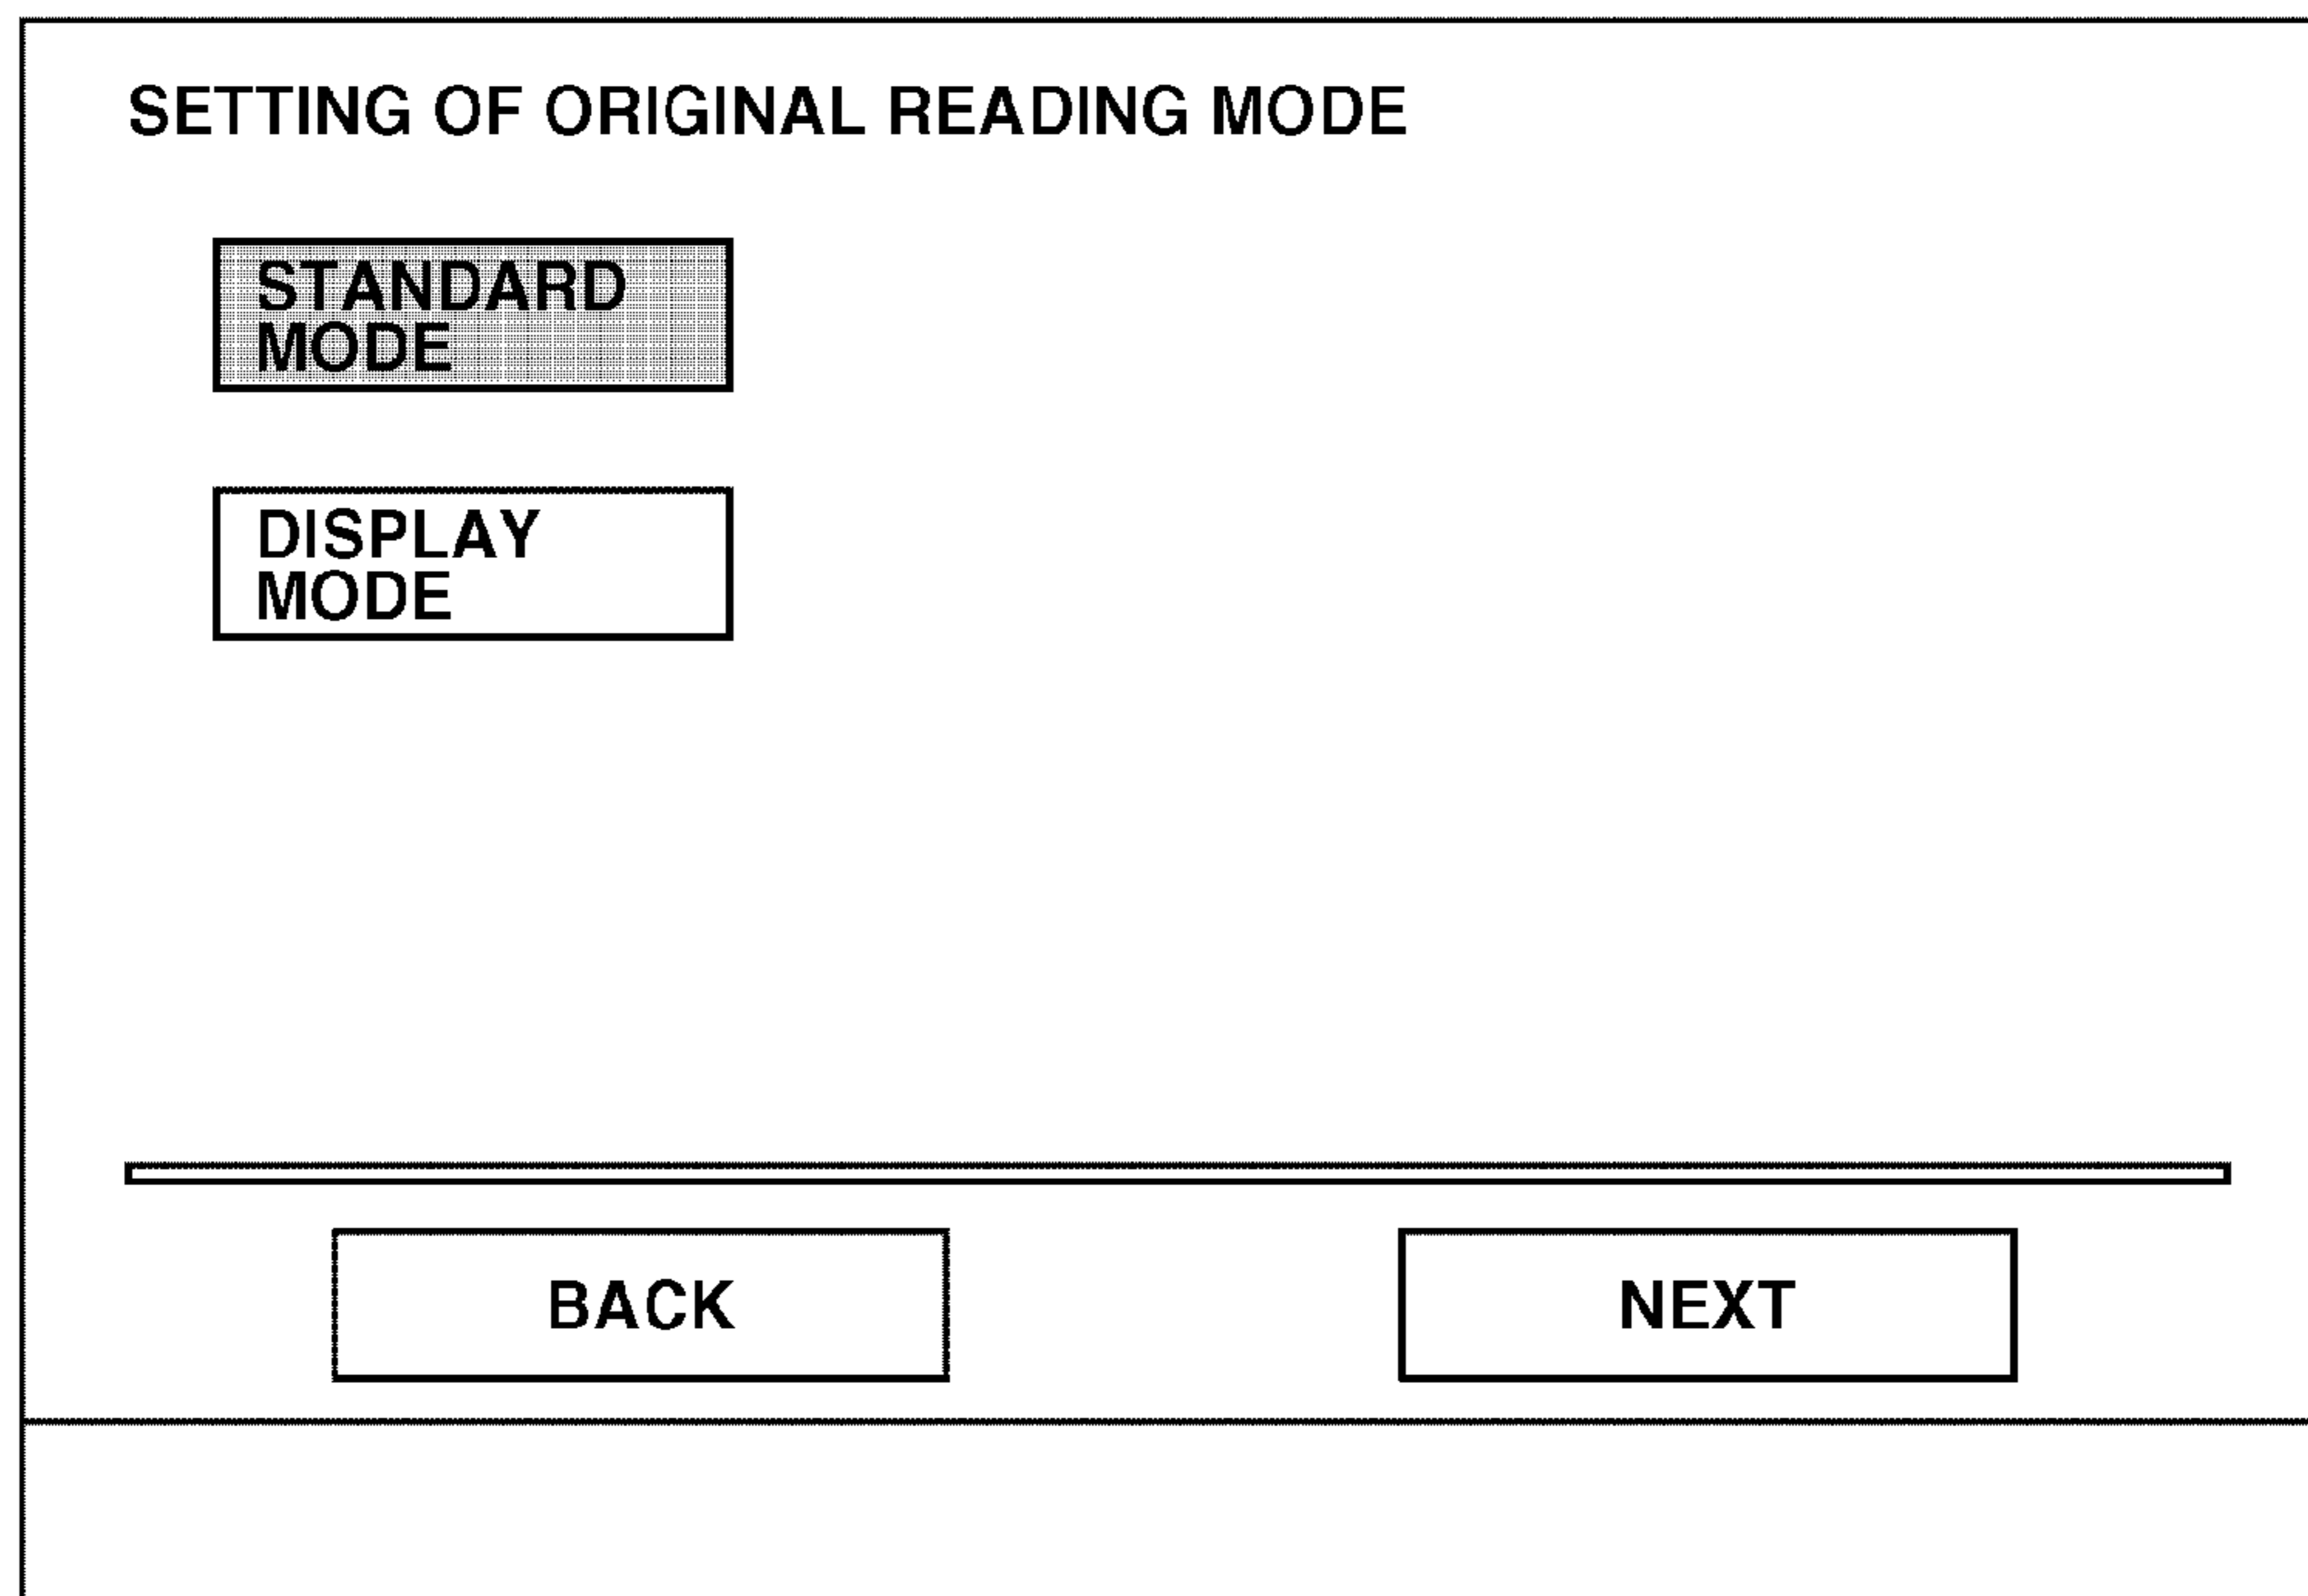 SETTING OF ORIGINAL READING MODE
STANDARD
MODE
DISPLAY
MODE
BACK
NEXT